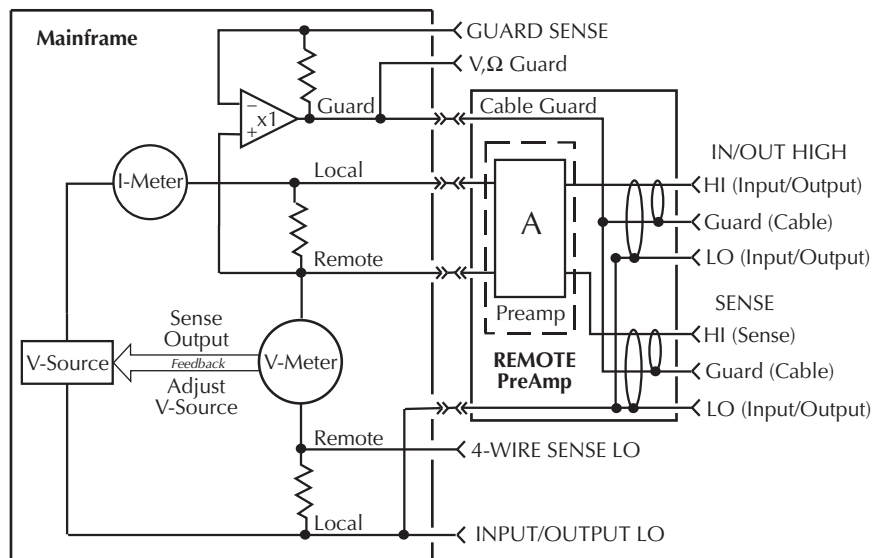 Mainframe
GUARD SENSE
V,Ω Guard
−
x1
+
Guard
Cable Guard
IN/OUT HIGH
I-Meter
Local
HI (Input/Output)
A
Guard (Cable)
Remote
LO (Input/Output)
Preamp
SENSE
Sense
Output
HI (Sense)
V-Source
Feedback
V-Meter
REMOTE
PreAmp
Guard (Cable)
Adjust
V-Source
LO (Input/Output)
Remote
4-WIRE SENSE LO
Local
INPUT/OUTPUT LO